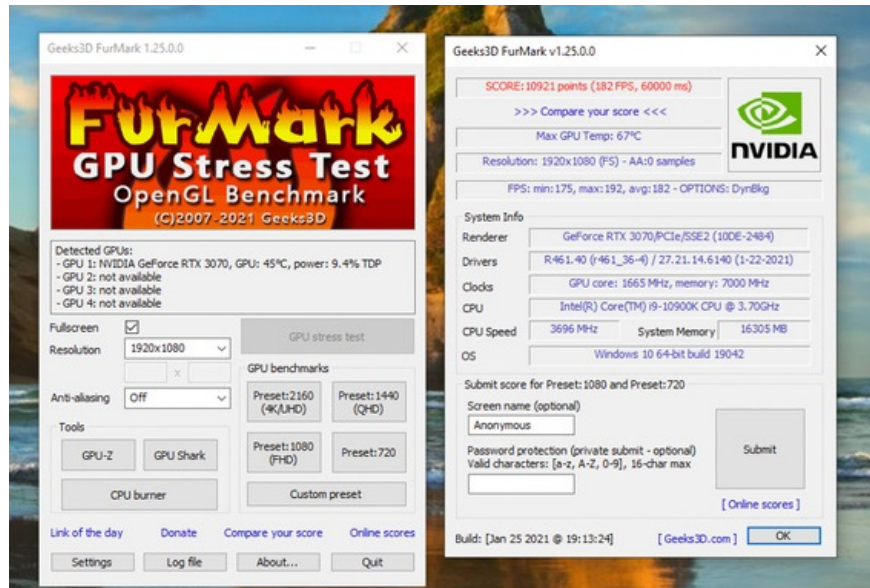 Geeks3D FurMark 1.25.0.0
FurMark
GPU Stress Test
OpenGL Benchmark
(C)2007-2021 Geeks3D
Detected GPUs:
- GPU 1: NVIDIA GeForce RTX 3070, GPU: 45°C, power: 9.4% TDP
- GPU 2: not available
- GPU 3: not available
- GPU 4: not available
Fullscreen
GPU stress test
Resolution 1920x1080
x
GPU benchmarks
Anti-aliasing Off
Preset:2160 (4K/UHD)
Preset:1440 (QHD)
Tools
GPU-Z
GPU Shark
Preset:1080 (FHD)
Preset:720
CPU burner
Custom preset
Link of the day Donate Compare your score Online scores
Settings Log file About... Quit
Geeks3D FurMark v1.25.0.0
SCORE:10921 points (182 FPS, 60000 ms)
>>> Compare your score <<<
Max GPU Temp: 67°C
Resolution: 1920x1080 (FS) - AA:0 samples
NVIDIA
FPS: min:175, max:192, avg:182 - OPTIONS: DynBkg
System Info
Renderer GeForce RTX 3070/PCIe/SSE2 (10DE-2484)
Drivers R461.40 (r461_36-4) / 27.21.14.6140 (1-22-2021)
Clocks GPU core: 1665 MHz, memory: 7000 MHz
CPU Intel(R) Core(TM) i9-10900K CPU @ 3.70GHz
CPU Speed 3696 MHz System Memory 16305 MB
OS Windows 10 64-bit build 19042
Submit score for Preset:1080 and Preset:720
Screen name (optional)
Anonymous
Password protection (private submit - optional)
Valid characters: [a-z, A-Z, 0-9], 16-char max
Submit
[ Online scores ]
Build: [Jan 25 2021 @ 19:13:24] [ Geeks3D.com ] OK